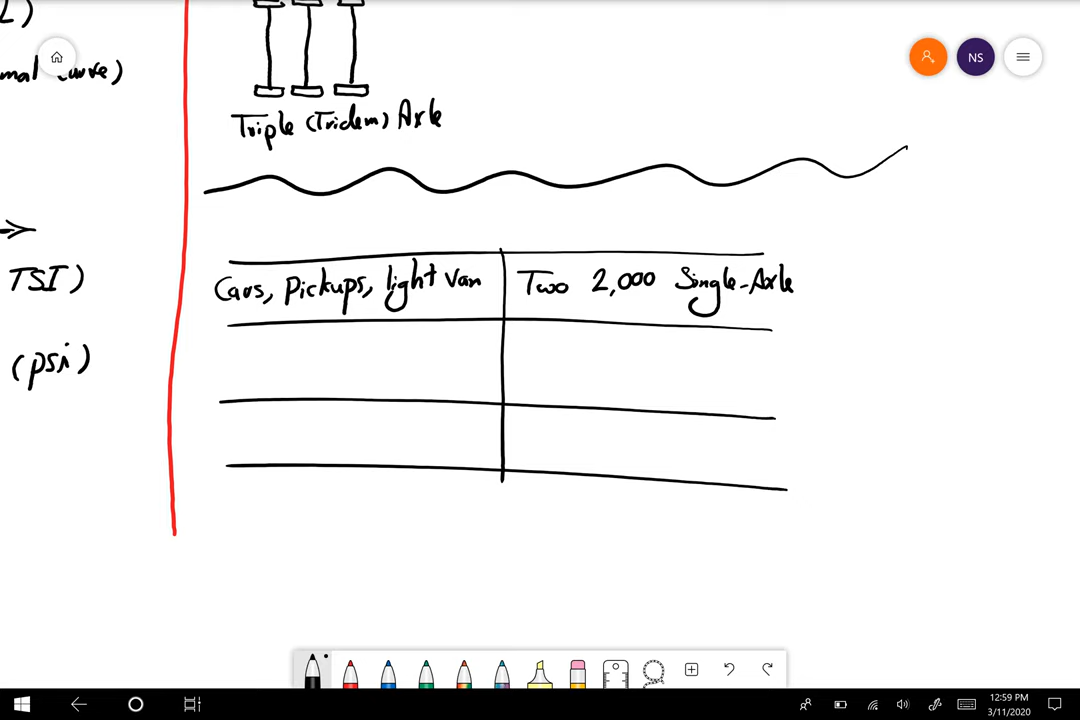 L)
mal Curve)
TSI)
(psi)
Triple (Tridem) Axle
Cars, Pickups, light van
Two 2,000 Single-Axle
NS
12:59 PM
3/11/2020